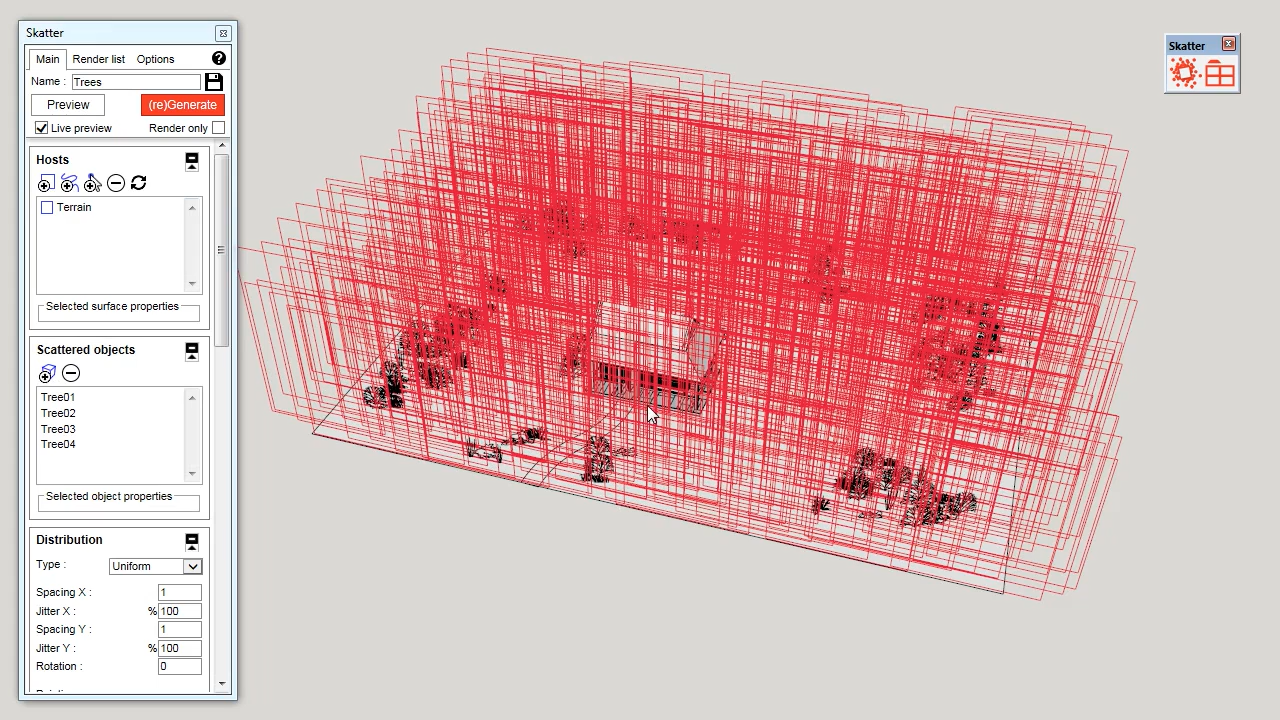 Skatter
Main Render list Options ?
Name : Trees
Preview (re)Generate
Live preview Render only
Hosts
Terrain
Selected surface properties
Scattered objects
Tree01
Tree02
Tree03
Tree04
Selected object properties
Distribution
Type : Uniform
Spacing X : 1
Jitter X : % 100
Spacing Y : 1
Jitter Y : % 100
Rotation : 0
Skatter